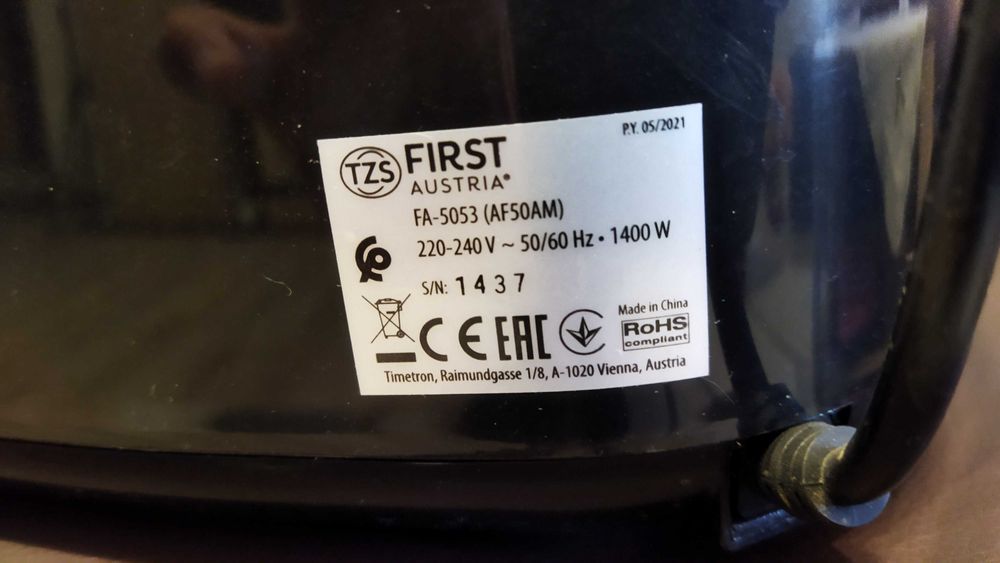 P.Y. 05/2021
TZS FIRST
AUSTRIA®
FA-5053 (AF50AM)
220-240 V ~ 50/60 Hz • 1400 W
S/N: 1437
Made in China
CE EAC RoHS
compliant
Timetron, Raimundgasse 1/8, A-1020 Vienna, Austria